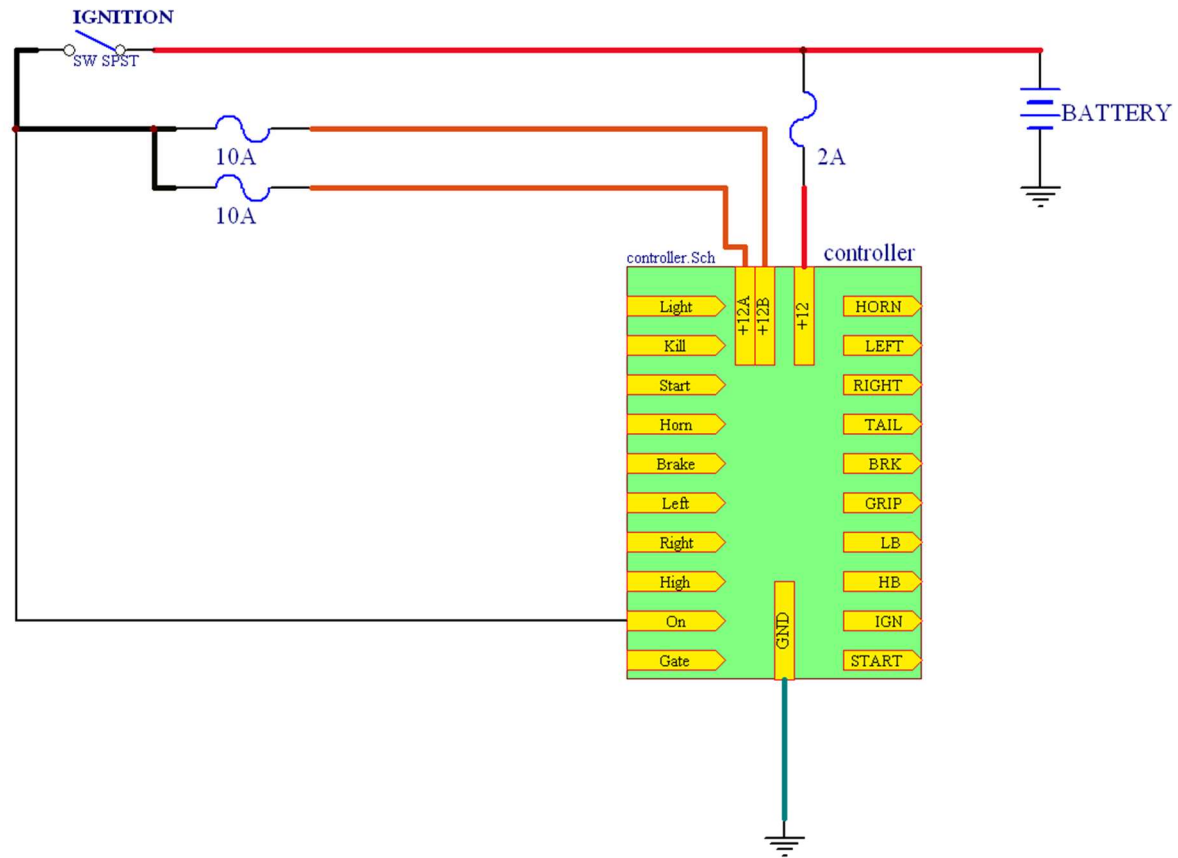 IGNITION
SW SPST
BATTERY
10A
2A
10A
controller.Sch
controller
+12A
+12B
+12
Light
HORN
Kill
LEFT
Start
RIGHT
Horn
TAIL
Brake
BRK
Left
GRIP
Right
LB
High
HB
On
GND
IGN
Gate
START